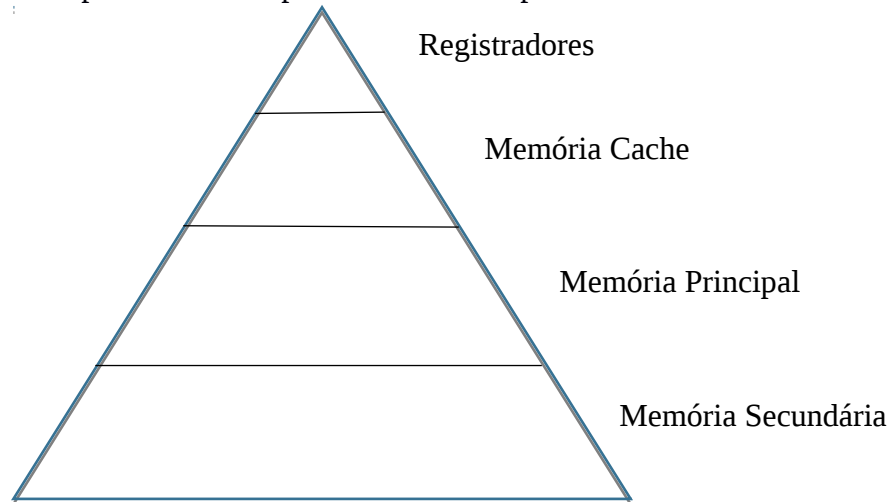 Registradores
Memória Cache
Memória Principal
Memória Secundária